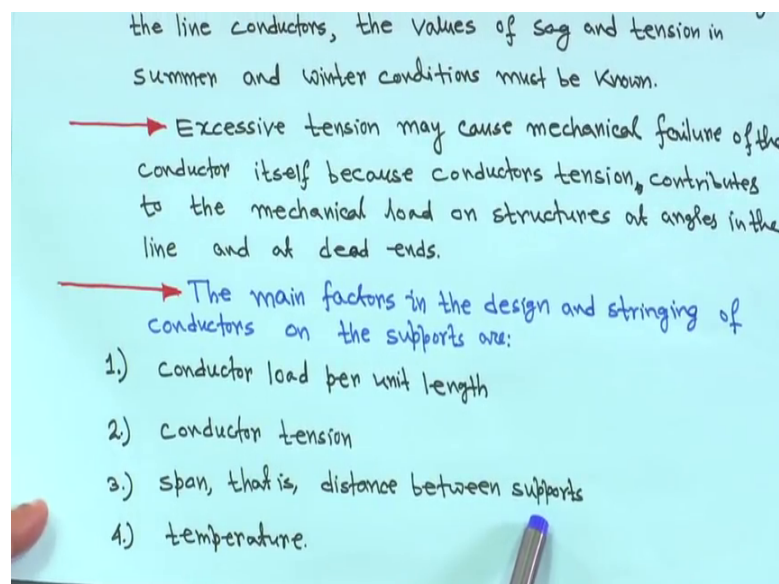 the line conductors, the values of sag and tension in
summer and winter conditions must be known.
Excessive tension may cause mechanical failure of the
conductor itself because conductors tension, contributes
to the mechanical load on structures at angles in the
line and at dead ends.
The main factors in the design and stringing of
conductors on the supports are:
1.) conductor load per unit length
2.) conductor tension
3.) span, that is, distance between supports
4.) temperature.